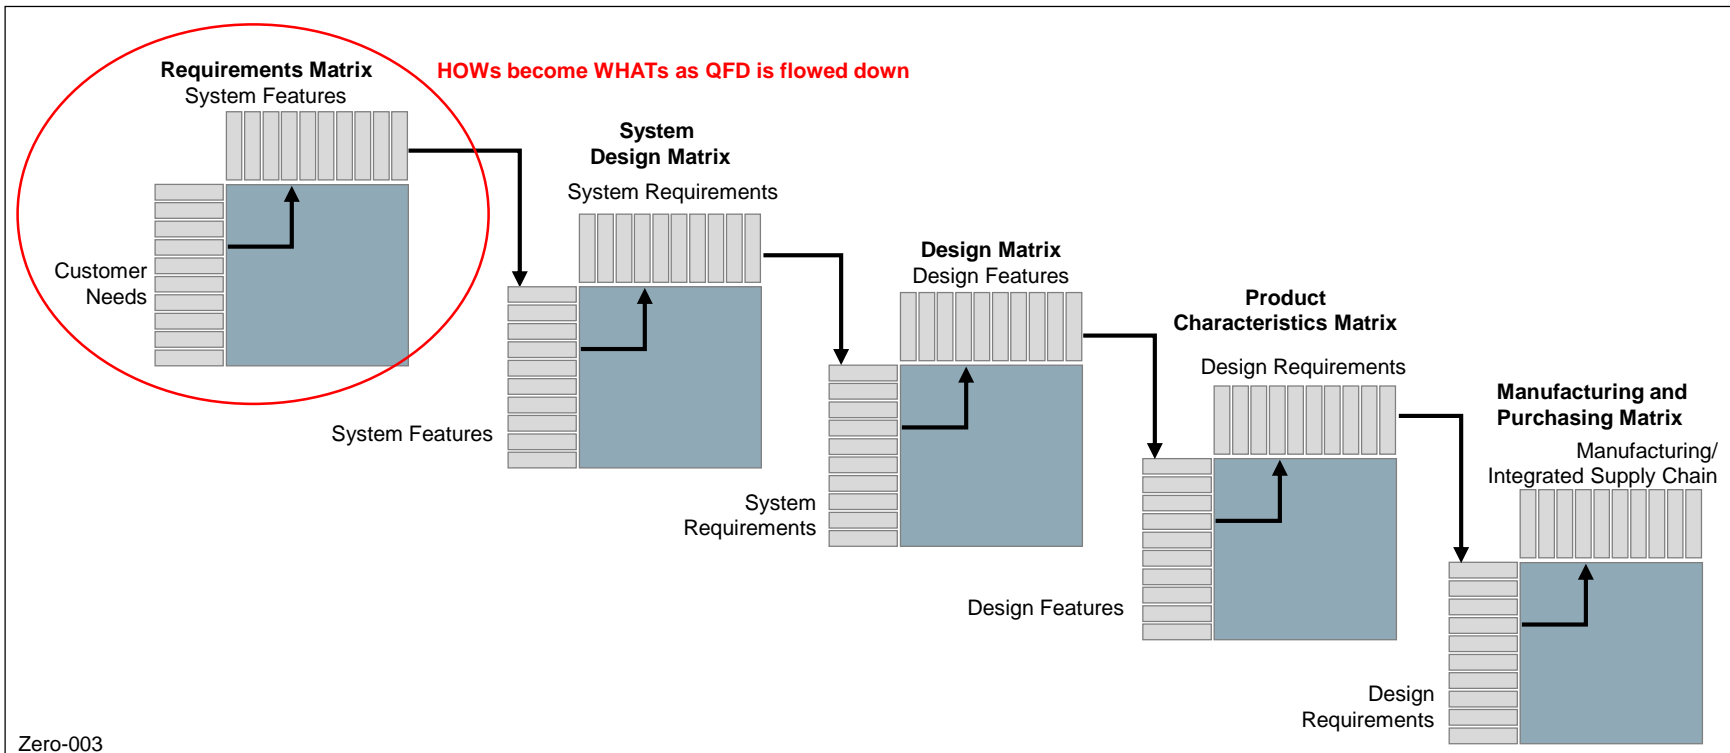 Requirements Matrix
System Features
HOWs become WHATs as QFD is flowed down
Customer
Needs
System
Design Matrix
System Requirements
System Features
Design Matrix
Design Features
System
Requirements
Product
Characteristics Matrix
Design Requirements
Design Features
Manufacturing and
Purchasing Matrix
Manufacturing/
Integrated Supply Chain
Design
Requirements
Zero-003